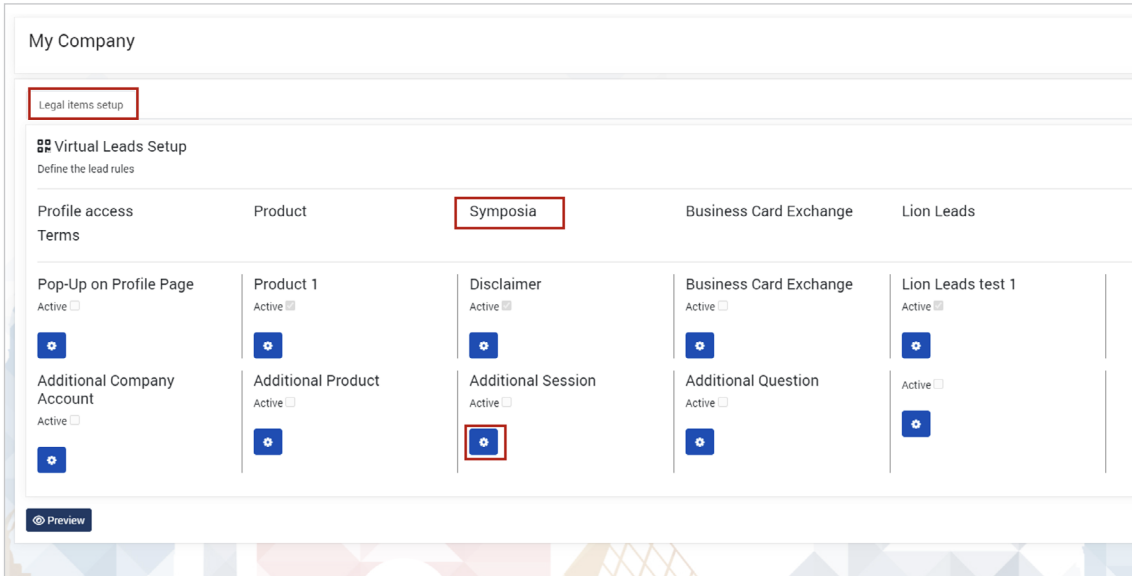 My Company
Legal items setup
Virtual Leads Setup
Define the lead rules
Profile access Terms
Product
Symposia
Business Card Exchange
Lion Leads
Pop-Up on Profile Page
Active
Product 1
Active
Disclaimer
Active
Business Card Exchange
Active
Lion Leads test 1
Active
Additional Company
Account
Active
Additional Product
Active
Additional Session
Active
Additional Question
Active
Active
Preview